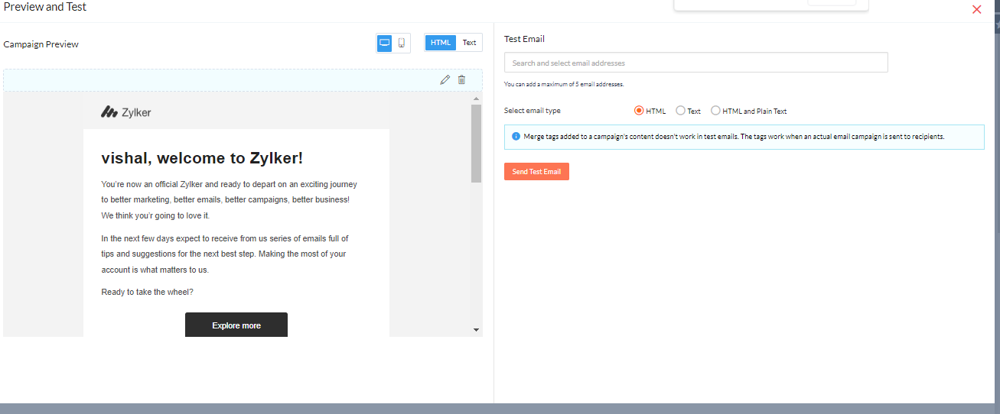 Preview and Test
Campaign Preview
HTML
Text
Zylker
vishal, welcome to Zylker!
You're now an official Zylker and ready to depart on an exciting journey
to better marketing, better emails, better campaigns, better business!
We think you'r going to love it.
In the next few days expect to receive from us series of emails full of
tips and suggestions for the next best step. Making the most of your
account is what matters to us.
Ready to take the wheel?
Explore more
Test Email
Search and select email addresses
You can add a maximum of 5 email addresses.
Select email type
HTML
Text
HTML and Plain Text
Merge tags added to a campaign's content doesn't work in test emails. The tags work when an actual email campaign is sent to recipients.
Send Test Email